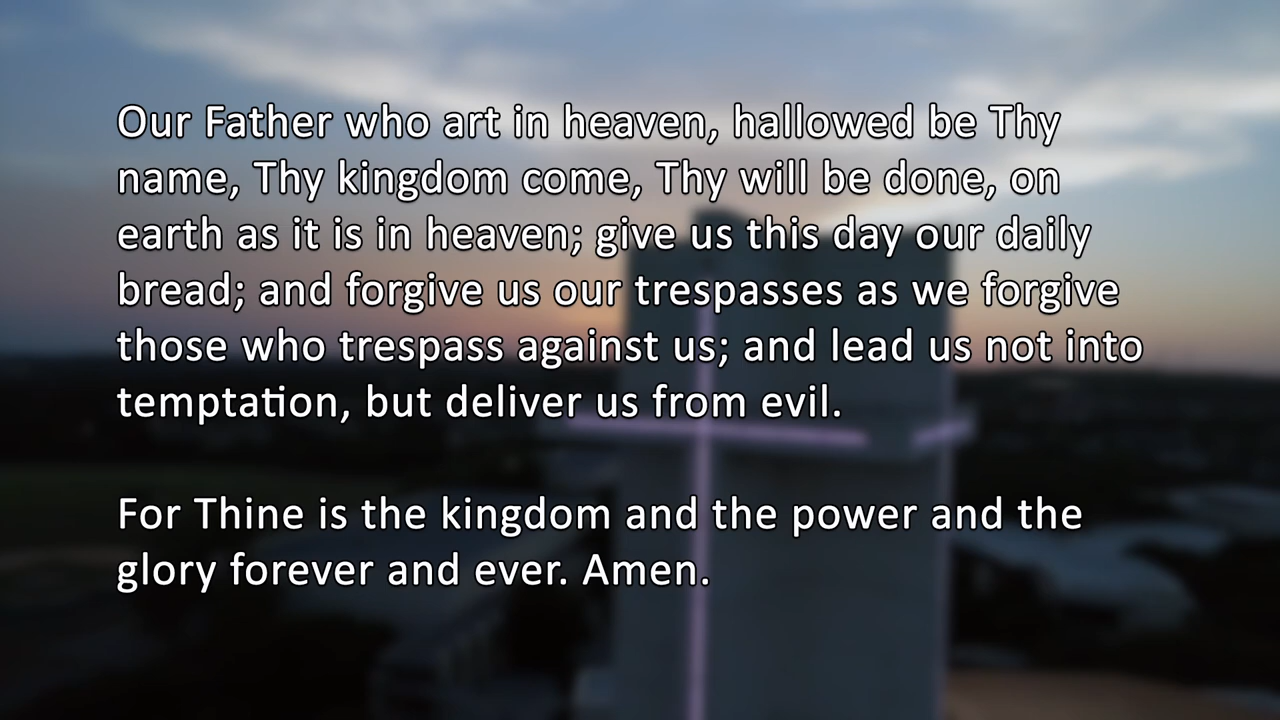 Our Father who art in heaven, hallowed be Thy
name, Thy kingdom come, Thy will be done, on
earth as it is in heaven; give us this day our daily
bread; and forgive us our trespasses as we forgive
those who trespass against us; and lead us not into
temptation, but deliver us from evil.
For Thine is the kingdom and the power and the
glory forever and ever. Amen.